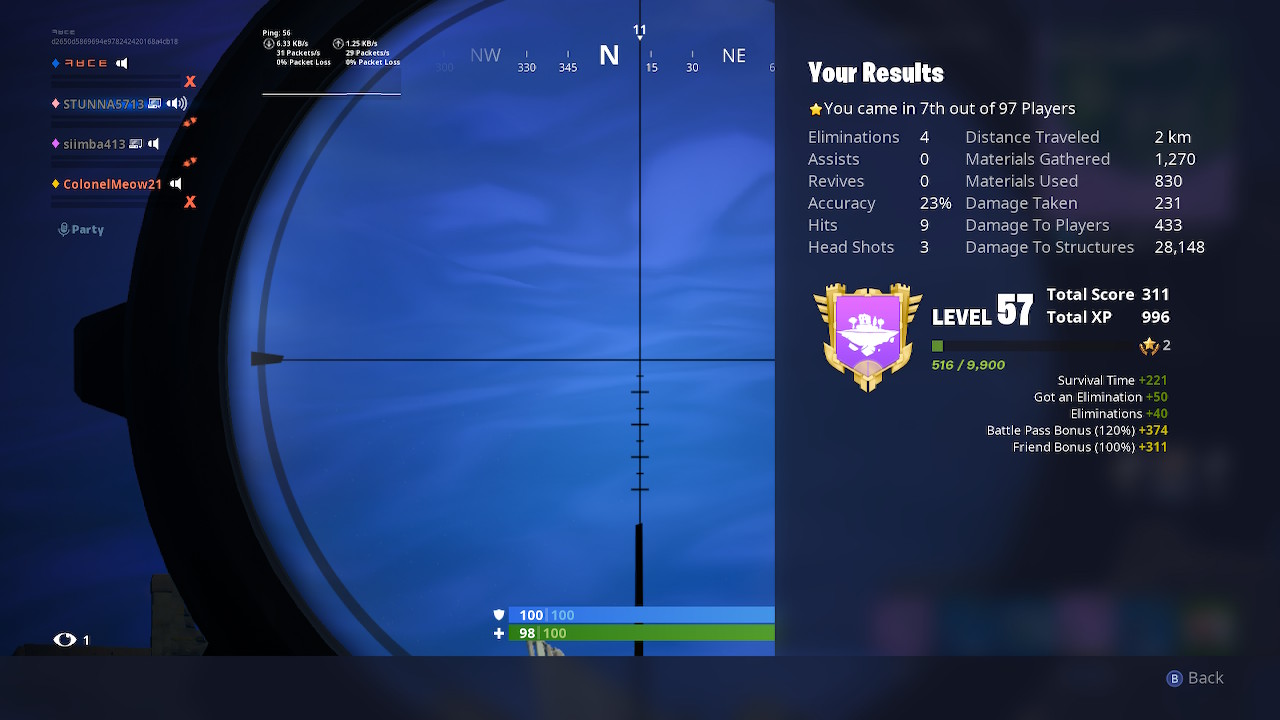 ㅋㅂㄷㅌ
d2650d5869694e978242420168a4cb18
ㅋㅂㄷㅌ
STUNNA5713
siimba413
ColonelMeow21
Party
Ping: 56
6.33 KB/s 1.25 KB/s
31 Packets/s 29 Packets/s
0% Packet Loss 0% Packet Loss
11
300 NW 330 345 N 15 30 NE 6
Your Results
You came in 7th out of 97 Players
Eliminations 4 Distance Traveled 2 km
Assists 0 Materials Gathered 1,270
Revives 0 Materials Used 830
Accuracy 23% Damage Taken 231
Hits 9 Damage To Players 433
Head Shots 3 Damage To Structures 28,148
LEVEL 57
Total Score 311
Total XP 996
2
516 / 9,900
Survival Time +221
Got an Elimination +50
Eliminations +40
Battle Pass Bonus (120%) +374
Friend Bonus (100%) +311
100 | 100
98 | 100
1
B Back